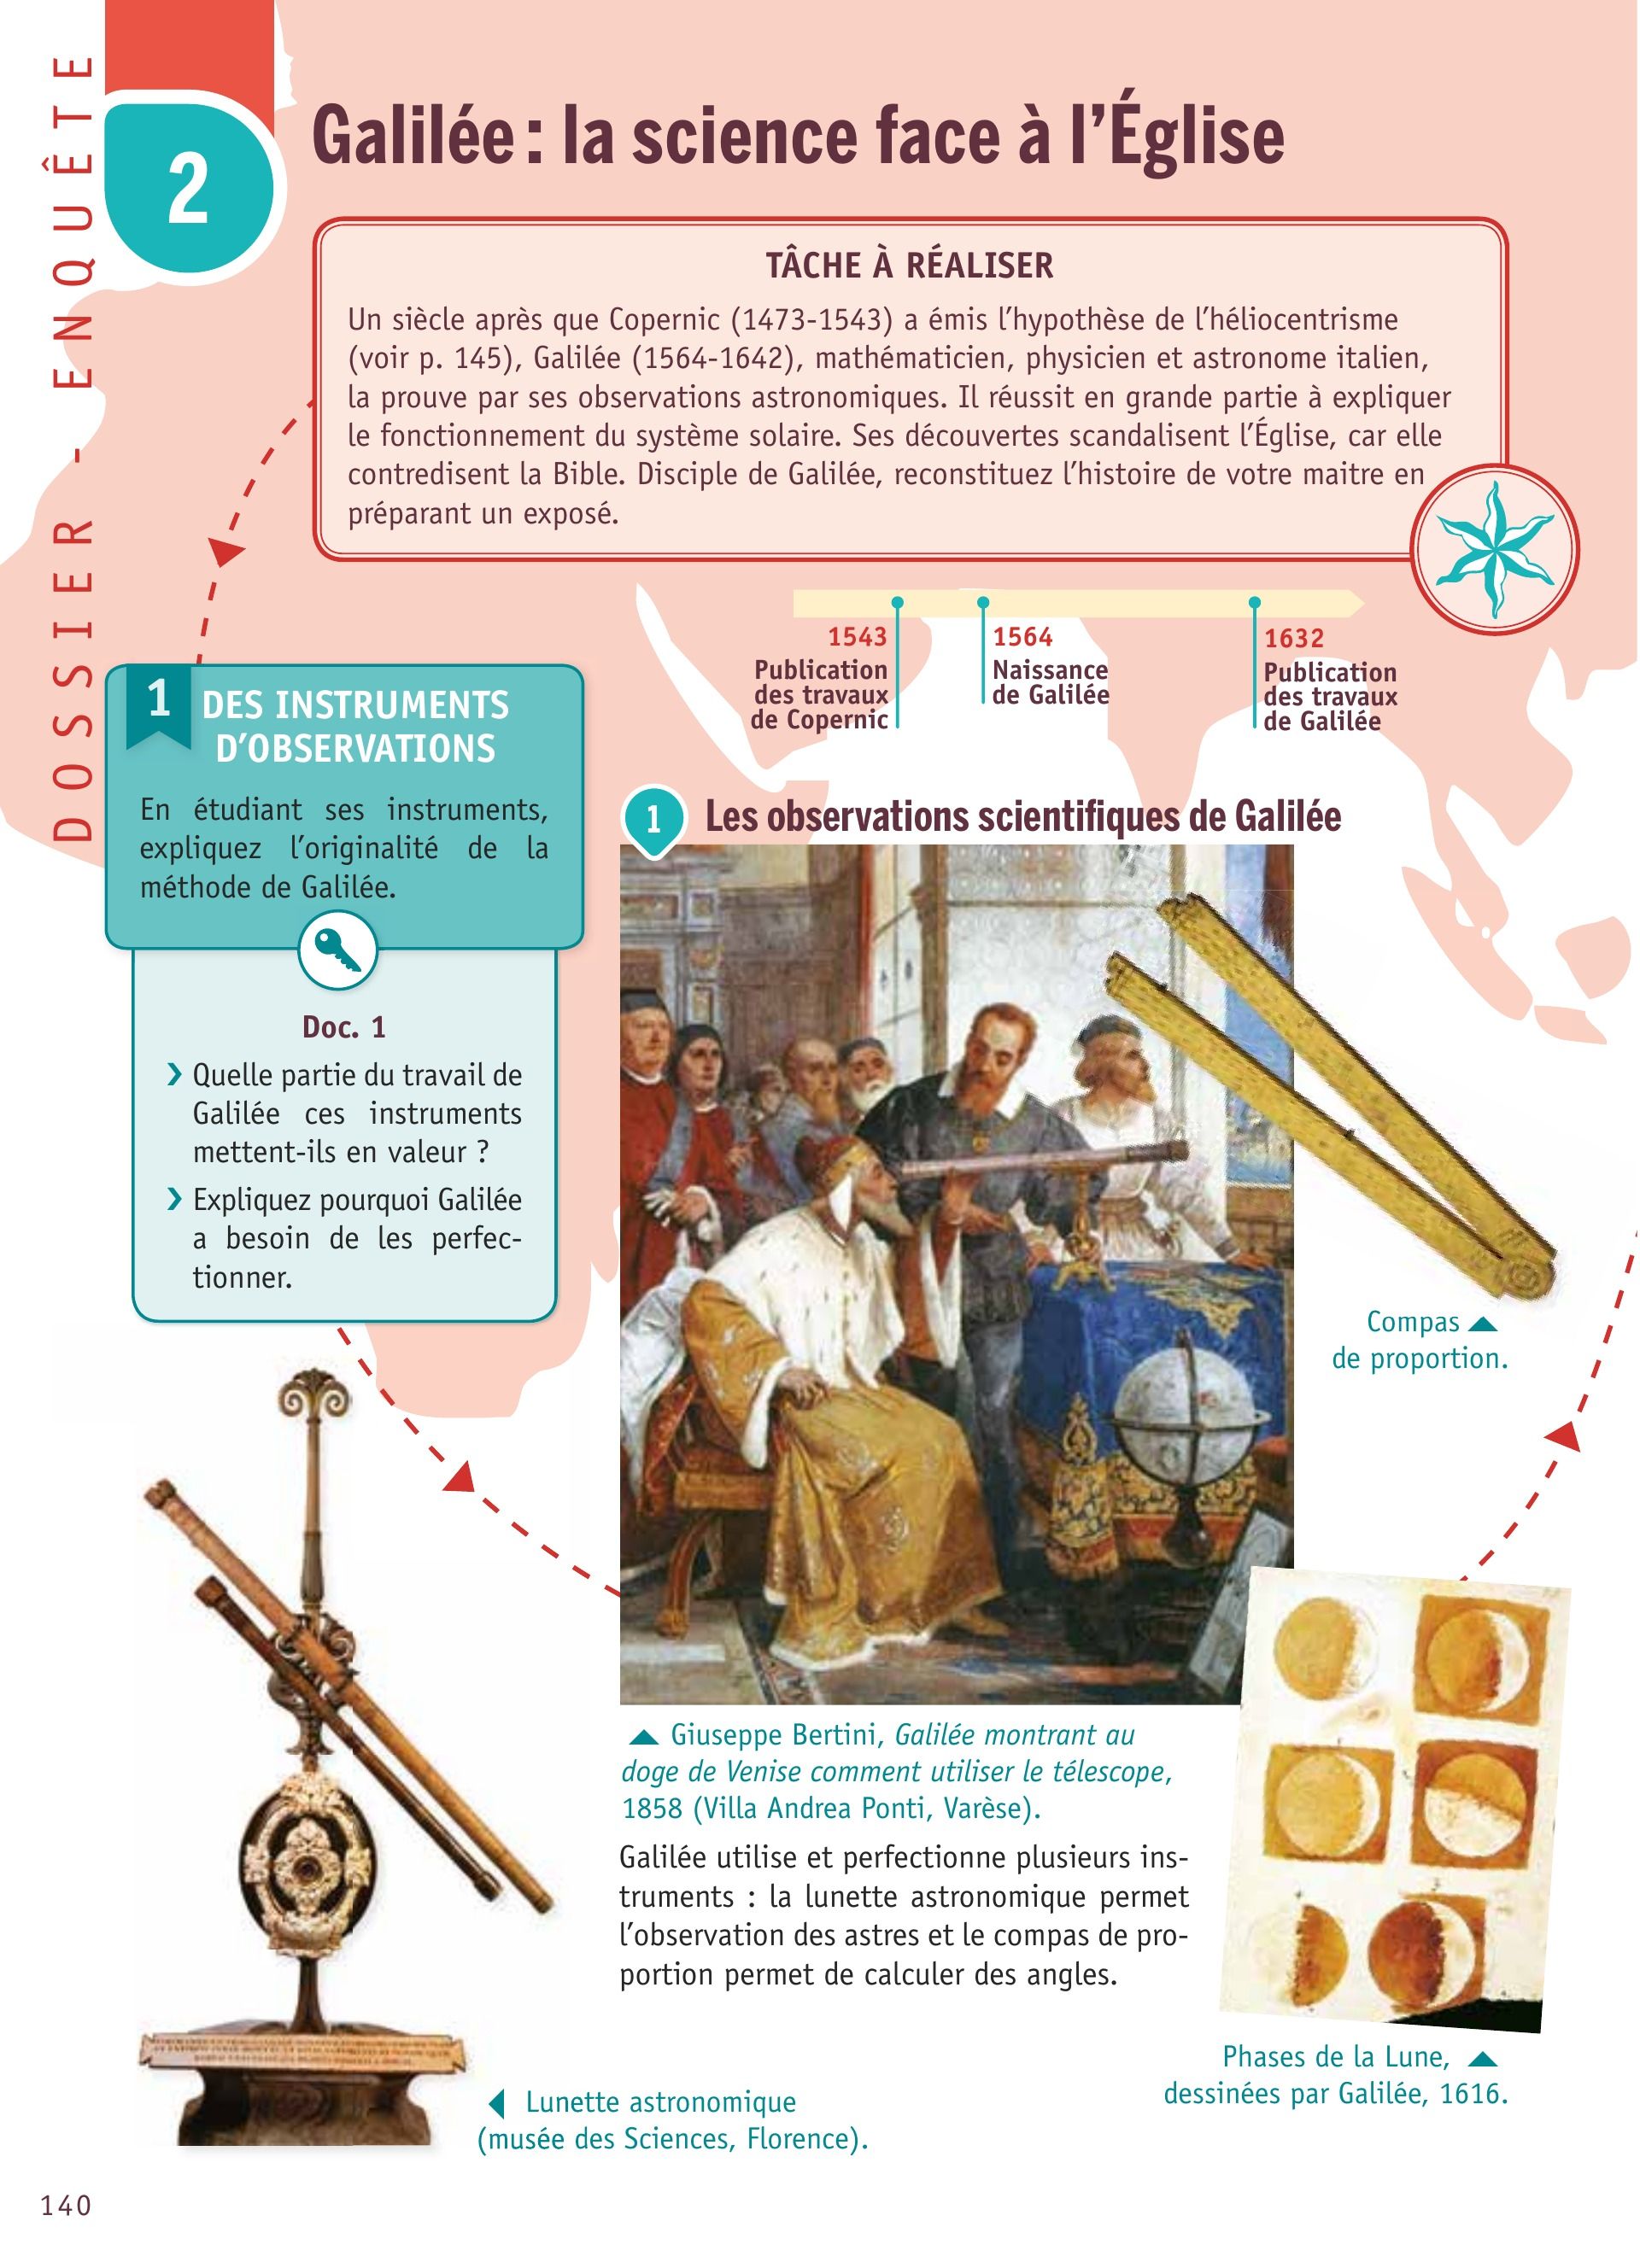 DOSSIER - ENQUÊTE
2
Galilée : la science face à l’Église
TÂCHE À RÉALISER
Un siècle après que Copernic (1473-1543) a émis l’hypothèse de l’héliocentrisme
(voir p. 145), Galilée (1564-1642), mathématicien, physicien et astronome italien,
la prouve par ses observations astronomiques. Il réussit en grande partie à expliquer
le fonctionnement du système solaire. Ses découvertes scandalisent l’Église, car elle
contredisent la Bible. Disciple de Galilée, reconstituez l’histoire de votre maitre en
préparant un exposé.
1543
Publication
des travaux
de Copernic
1564
Naissance
de Galilée
1632
Publication
des travaux
de Galilée
1
DES INSTRUMENTS
D’OBSERVATIONS
En étudiant ses instruments,
expliquez l’originalité de la
méthode de Galilée.
Doc. 1
› Quelle partie du travail de
Galilée ces instruments
mettent-ils en valeur ?
› Expliquez pourquoi Galilée
a besoin de les perfec-
tionner.
1
Les observations scientifiques de Galilée
Compas
de proportion.
Giuseppe Bertini, Galilée montrant au
doge de Venise comment utiliser le télescope,
1858 (Villa Andrea Ponti, Varèse).
Galilée utilise et perfectionne plusieurs ins-
truments : la lunette astronomique permet
l’observation des astres et le compas de pro-
portion permet de calculer des angles.
Phases de la Lune,
dessinées par Galilée, 1616.
Lunette astronomique
(musée des Sciences, Florence).
140